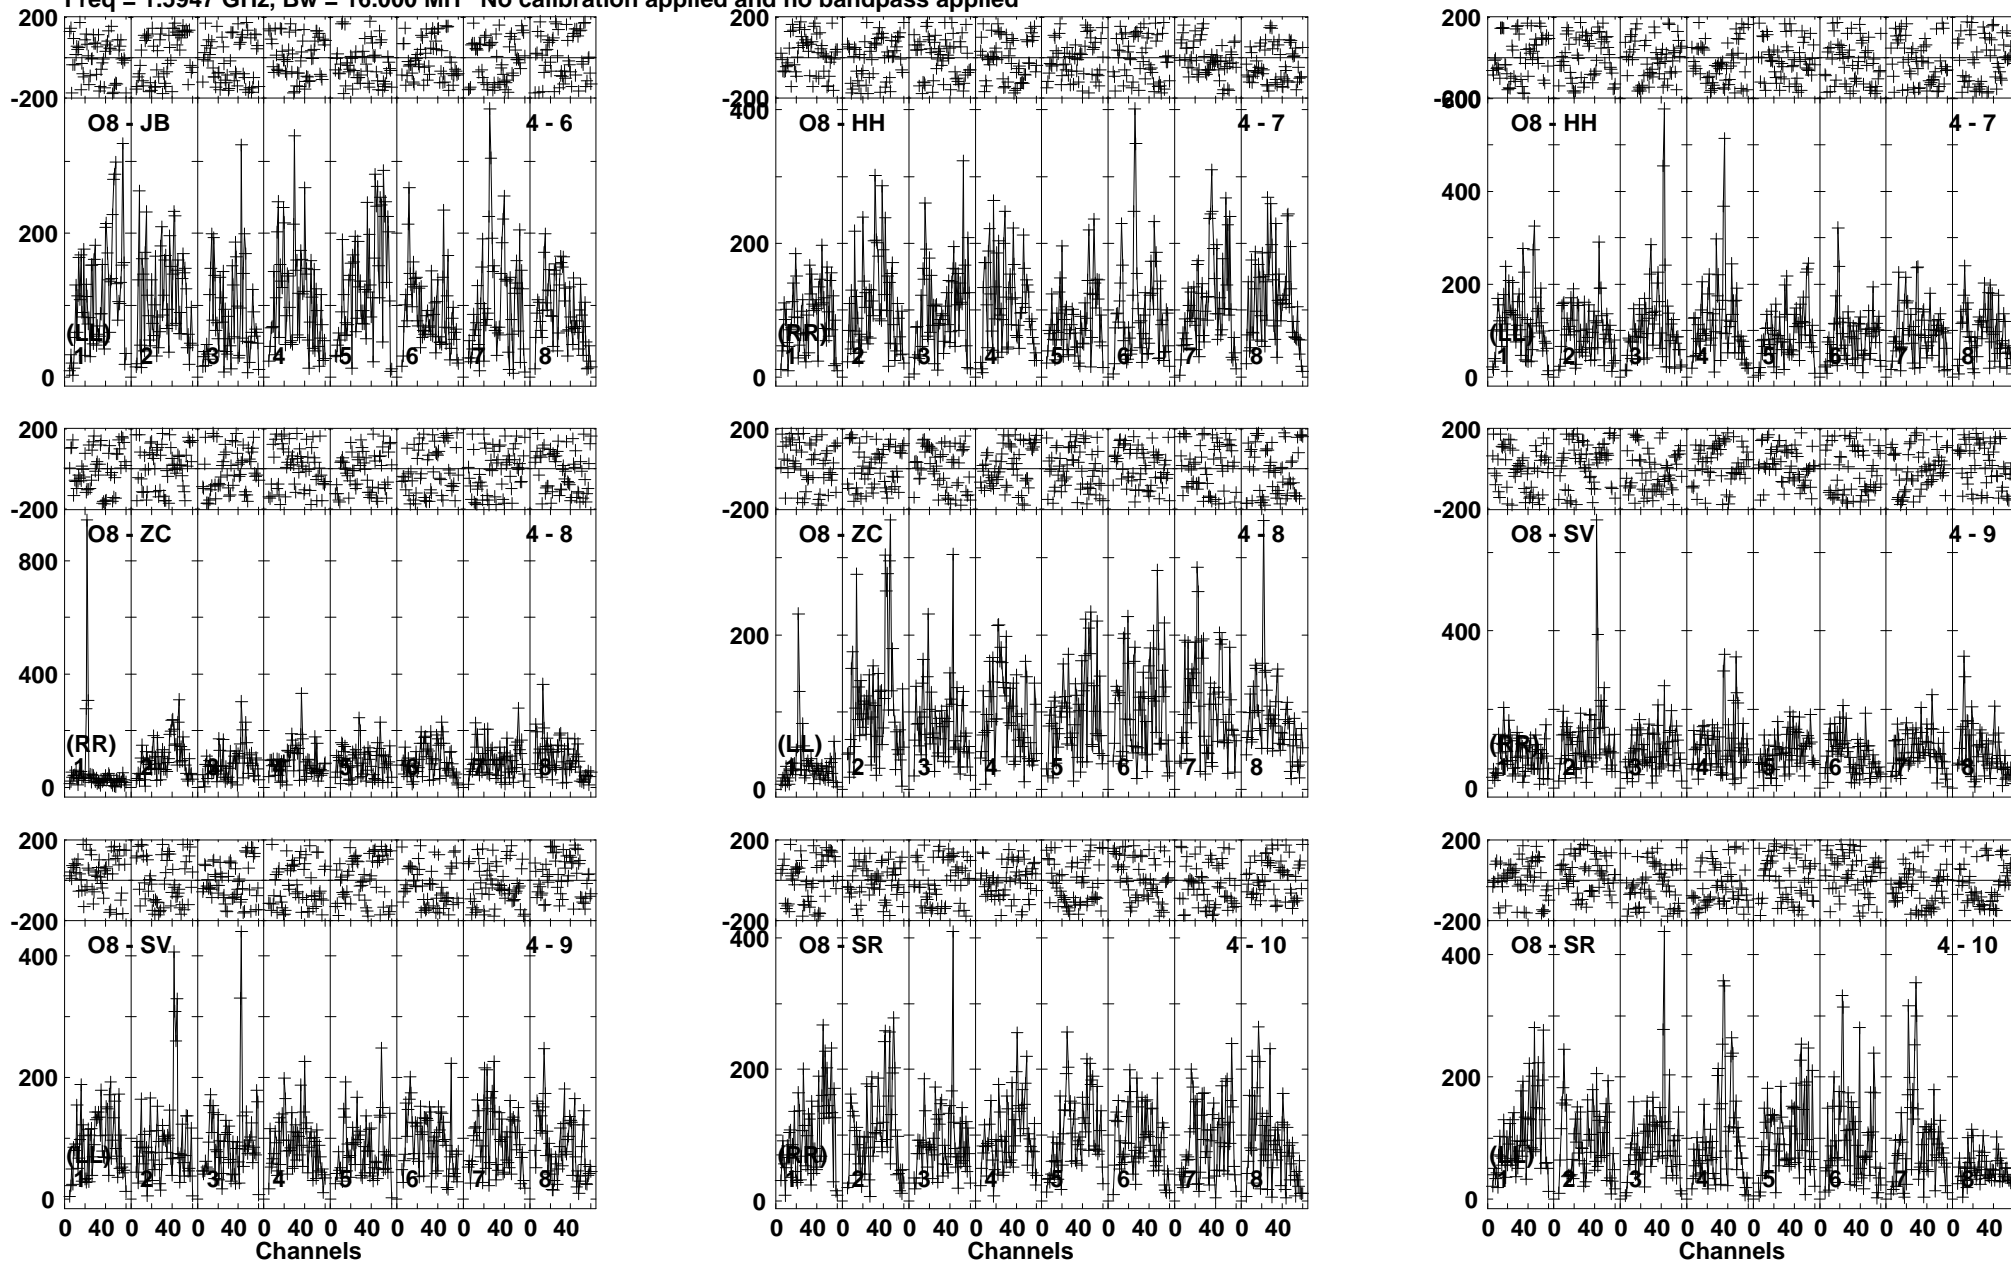 Freq = 1.5947 GHz, Bw = 16.000 MH No calibration applied and no bandpass applied
200 200 200
-200 -200 -200
400 600
O8 - JB 4 - 6 O8 - HH 4 - 7 O8 - HH 4 - 7
400
200 200 200
(LL) (RR) (LL)
1 2 3 4 5 6 7 8 1 2 3 4 5 6 7 8 1 2 3 4 5 6 7 8
0 0 0
200 200 200
-200 -200 -200
O8 - ZC 4 - 8 O8 - ZC 4 - 8 O8 - SV 4 - 9
800
400 200 400
(RR) (LL) (RR)
1 2 3 4 5 6 7 8 1 2 3 4 5 6 7 8 1 2 3 4 5 6 7 8
0 0 0
200 200 200
-200 -200 -200
O8 - SV 4 - 9 O8 - SR 4 - 10 O8 - SR 4 - 10
400 400 400
200 200 200
(LL) (RR) (LL)
1 2 3 4 5 6 7 8 1 2 3 4 5 6 7 8 1 2 3 4 5 6 7 8
0 0 0
0 40 0 40 0 40 0 40 0 40 0 40 0 40 0 40 0 40 0 40 0 40 0 40 0 40 0 40 0 40 0 40 0 40 0 40 0 40 0 40 0 40 0 40 0 40 0 40
Channels Channels